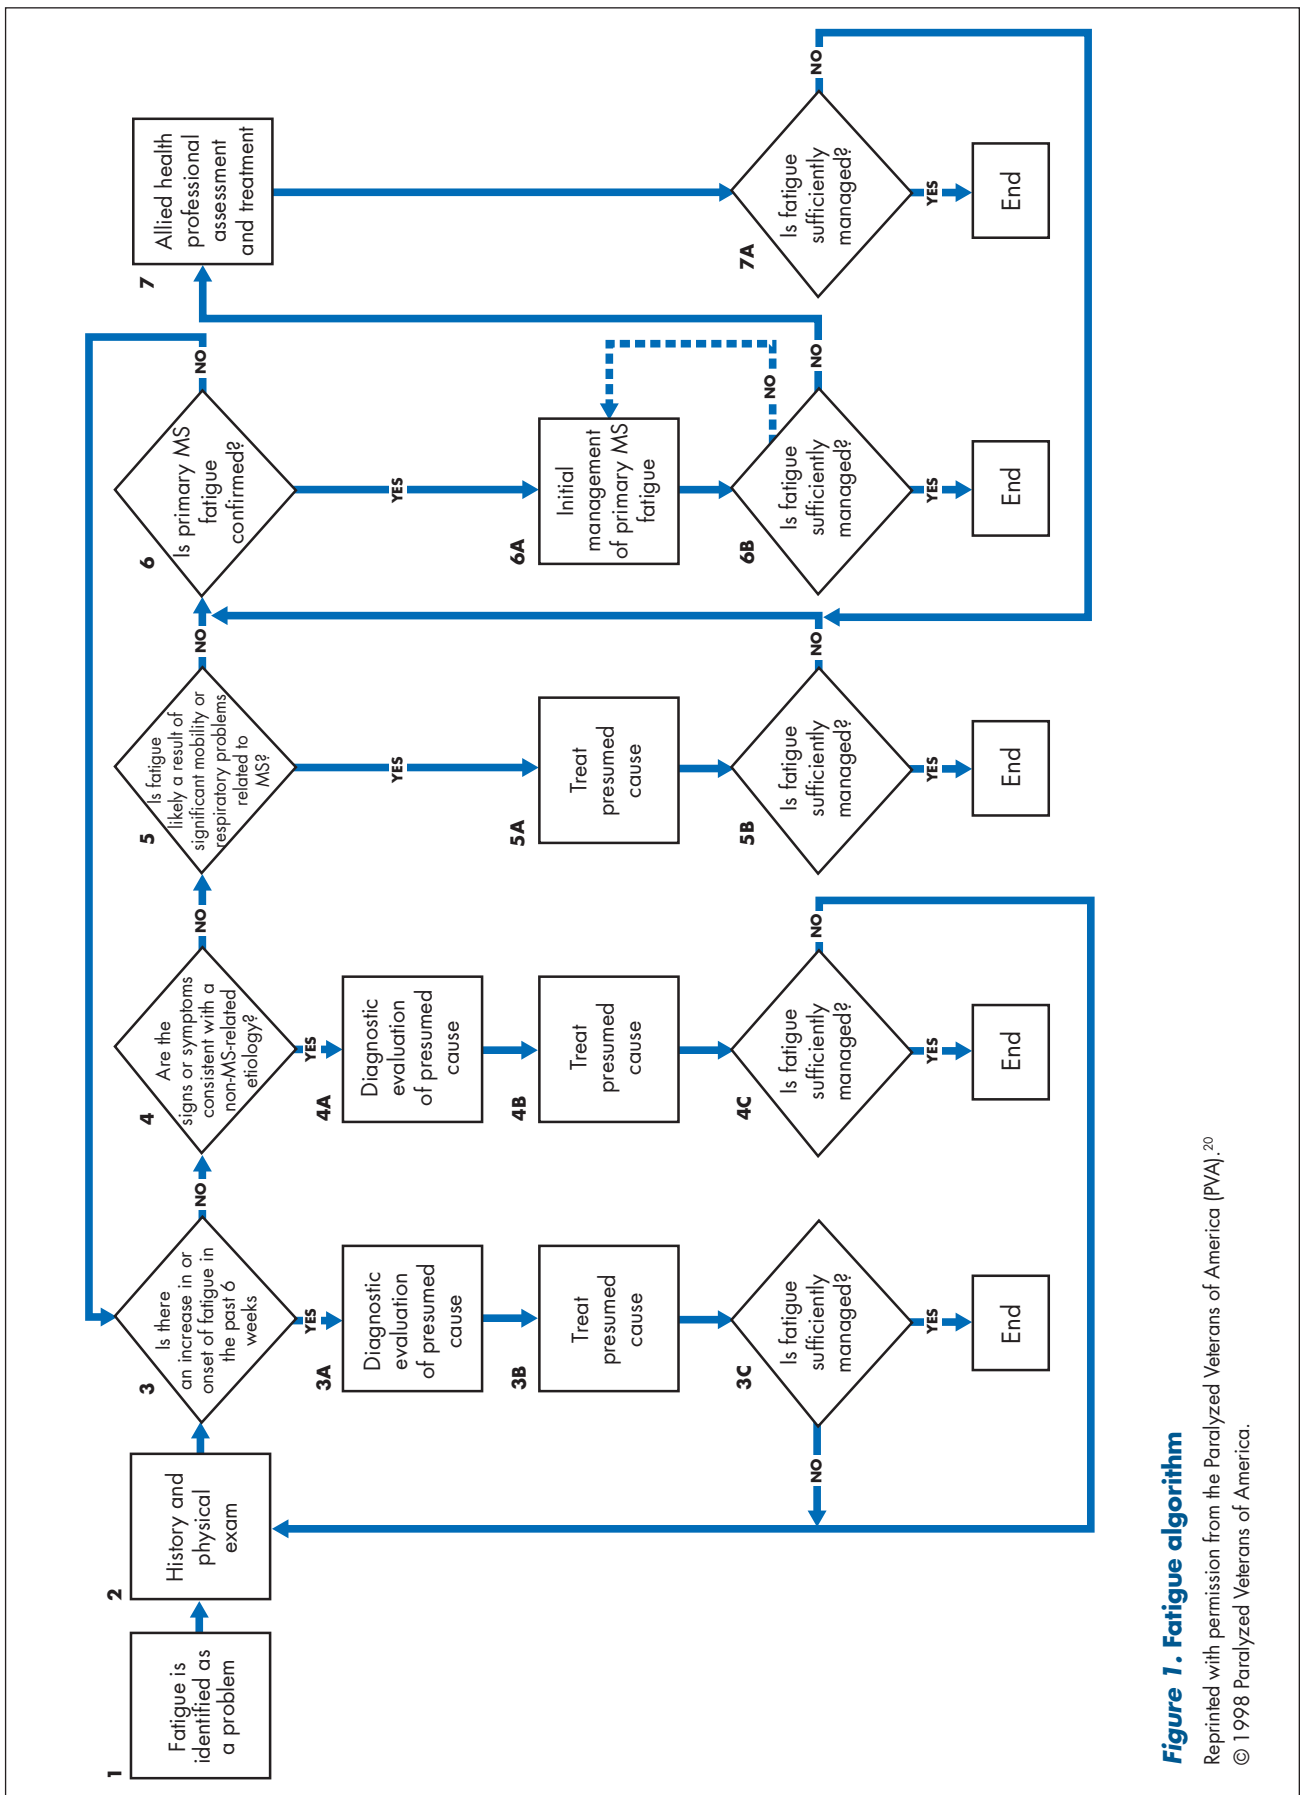 1
Fatigue is
identified as
a problem
2
History and
physical
exam
3
Is there
an increase in or
onset of fatigue in
the past 6
weeks
NO
YES
3A
Diagnostic
evaluation
of presumed
cause
3B
Treat
presumed
cause
3C
Is fatigue
sufficiently
managed?
NO
YES
End
4
Are the
signs or symptoms
consistent with a
non-MS-related
etiology?
NO
YES
4A
Diagnostic
evaluation
of presumed
cause
4B
Treat
presumed
cause
4C
Is fatigue
sufficiently
managed?
NO
YES
End
5
Is fatigue
likely a result of
significant mobility or
respiratory problems
related to
MS?
NO
YES
5A
Treat
presumed
cause
5B
Is fatigue
sufficiently
managed?
NO
YES
End
6
Is primary MS
fatigue
confirmed?
NO
YES
6A
Initial
management
of primary MS
fatigue
6B
Is fatigue
sufficiently
managed?
NO
NO
YES
End
7
Allied health
professional
assessment
and treatment
7A
Is fatigue
sufficiently
managed?
NO
YES
End
Figure 1. Fatigue algorithm
Reprinted with permission from the Paralyzed Veterans of America (PVA).20
© 1998 Paralyzed Veterans of America.